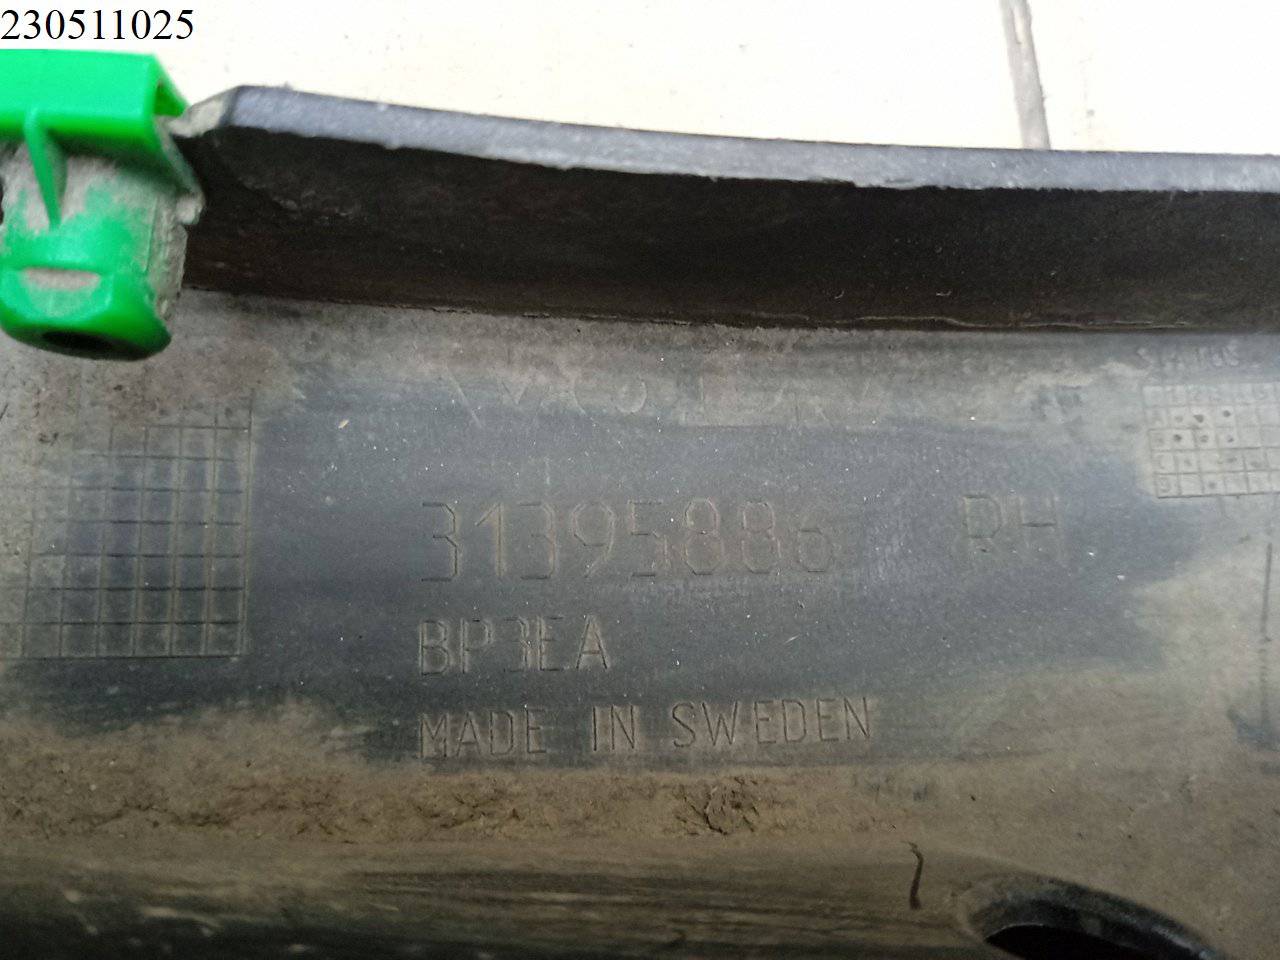 230511025
31395886 RH
BP3EA
MADE IN SWEDEN